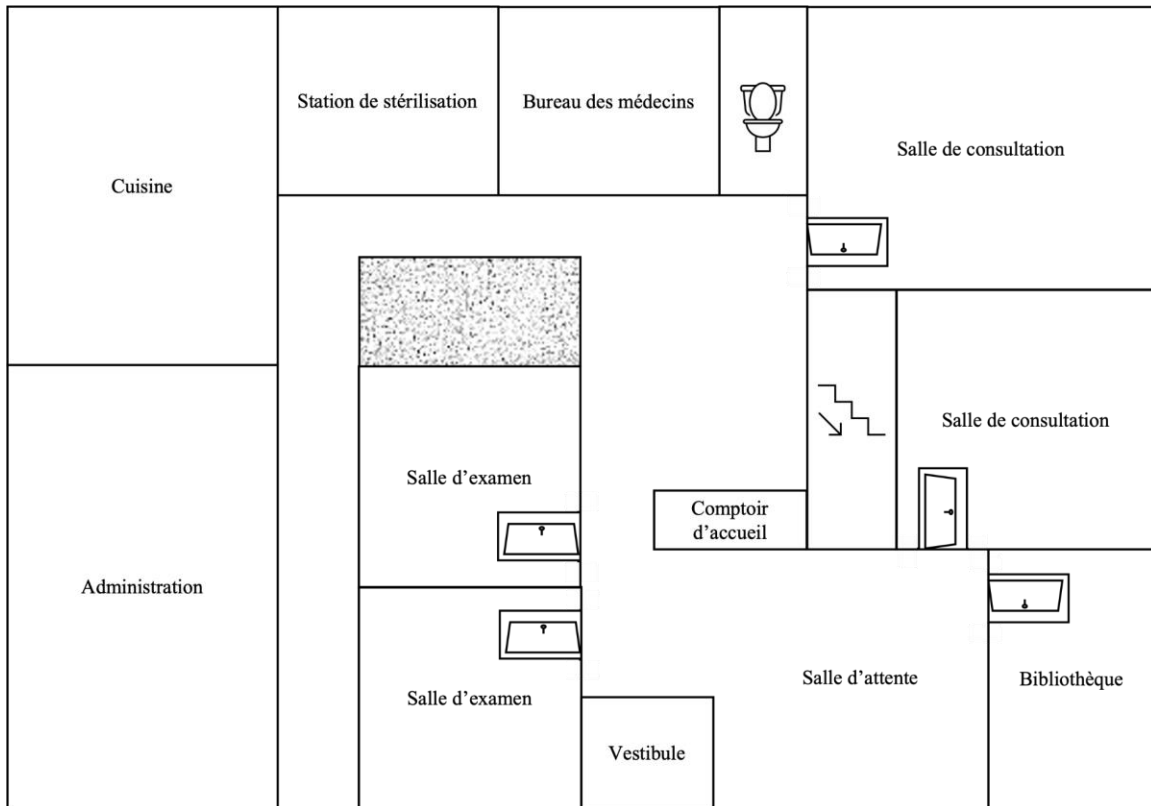 Station de stérilisation
Bureau des médecins
Salle de consultation
Cuisine
Salle de consultation
Salle d’examen
Comptoir
d’accueil
Administration
Salle d’attente
Bibliothèque
Salle d’examen
Vestibule